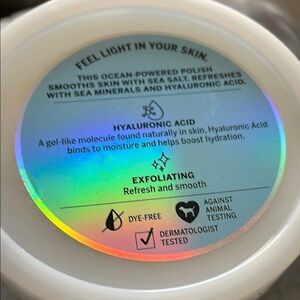 FEEL LIGHT IN YOUR SKIN.
THIS OCEAN-POWERED POLISH
SMOOTHS SKIN WITH SEA SALT. REFRESHES
WITH SEA MINERALS AND HYALURONIC ACID.
HYALURONIC ACID
A gel-like molecule found naturally in skin. Hyaluronic Acid
binds to moisture and helps boost hydration.
EXFOLIATING
Refresh and smooth
DYE-FREE
AGAINST
ANIMAL
TESTING
DERMATOLOGIST
TESTED